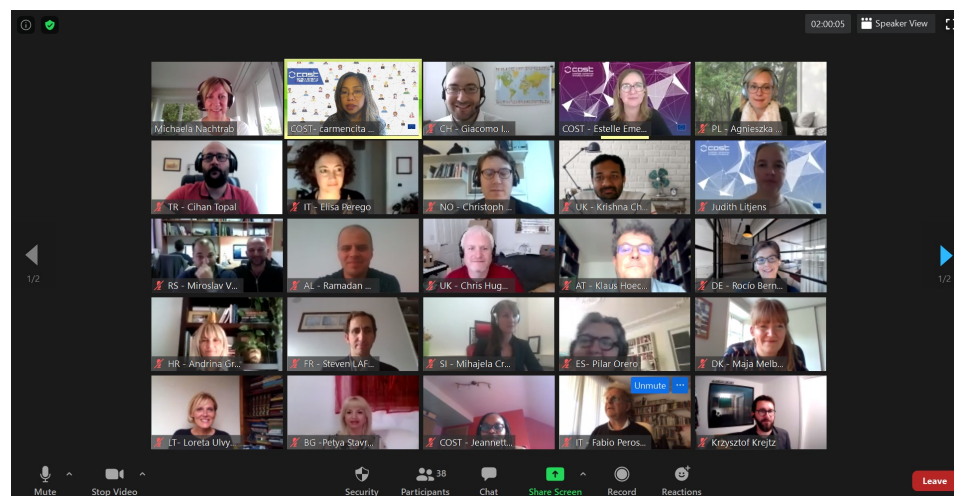 02:00:05 Speaker View
cost
cost
Michaela Nachtrab COST- carmencita ... CH - Giacomo I... COST - Estelle Eme... PL - Agnieszka ...
cost
TR - Cihan Topal IT - Elisa Perego NO - Christoph ... UK - Krishna Ch... Judith Litjens
1/2 1/2
RS - Miroslav V... AL - Ramadan ... UK - Chris Hug... AT - Klaus Hoec... DE - Rocío Bern...
HR - Andrina Gr... FR - Steven LAF... SI - Mihajela Cr... ES- Pilar Orero DK - Maja Melb...
Unmute ...
LT- Loreta Ulvy... BG -Petya Stavr... COST - Jeannett... IT - Fabio Peros... Krzysztof Krejtz
38
Mute Stop Video Security Participants Chat Share Screen Record Reactions Leave